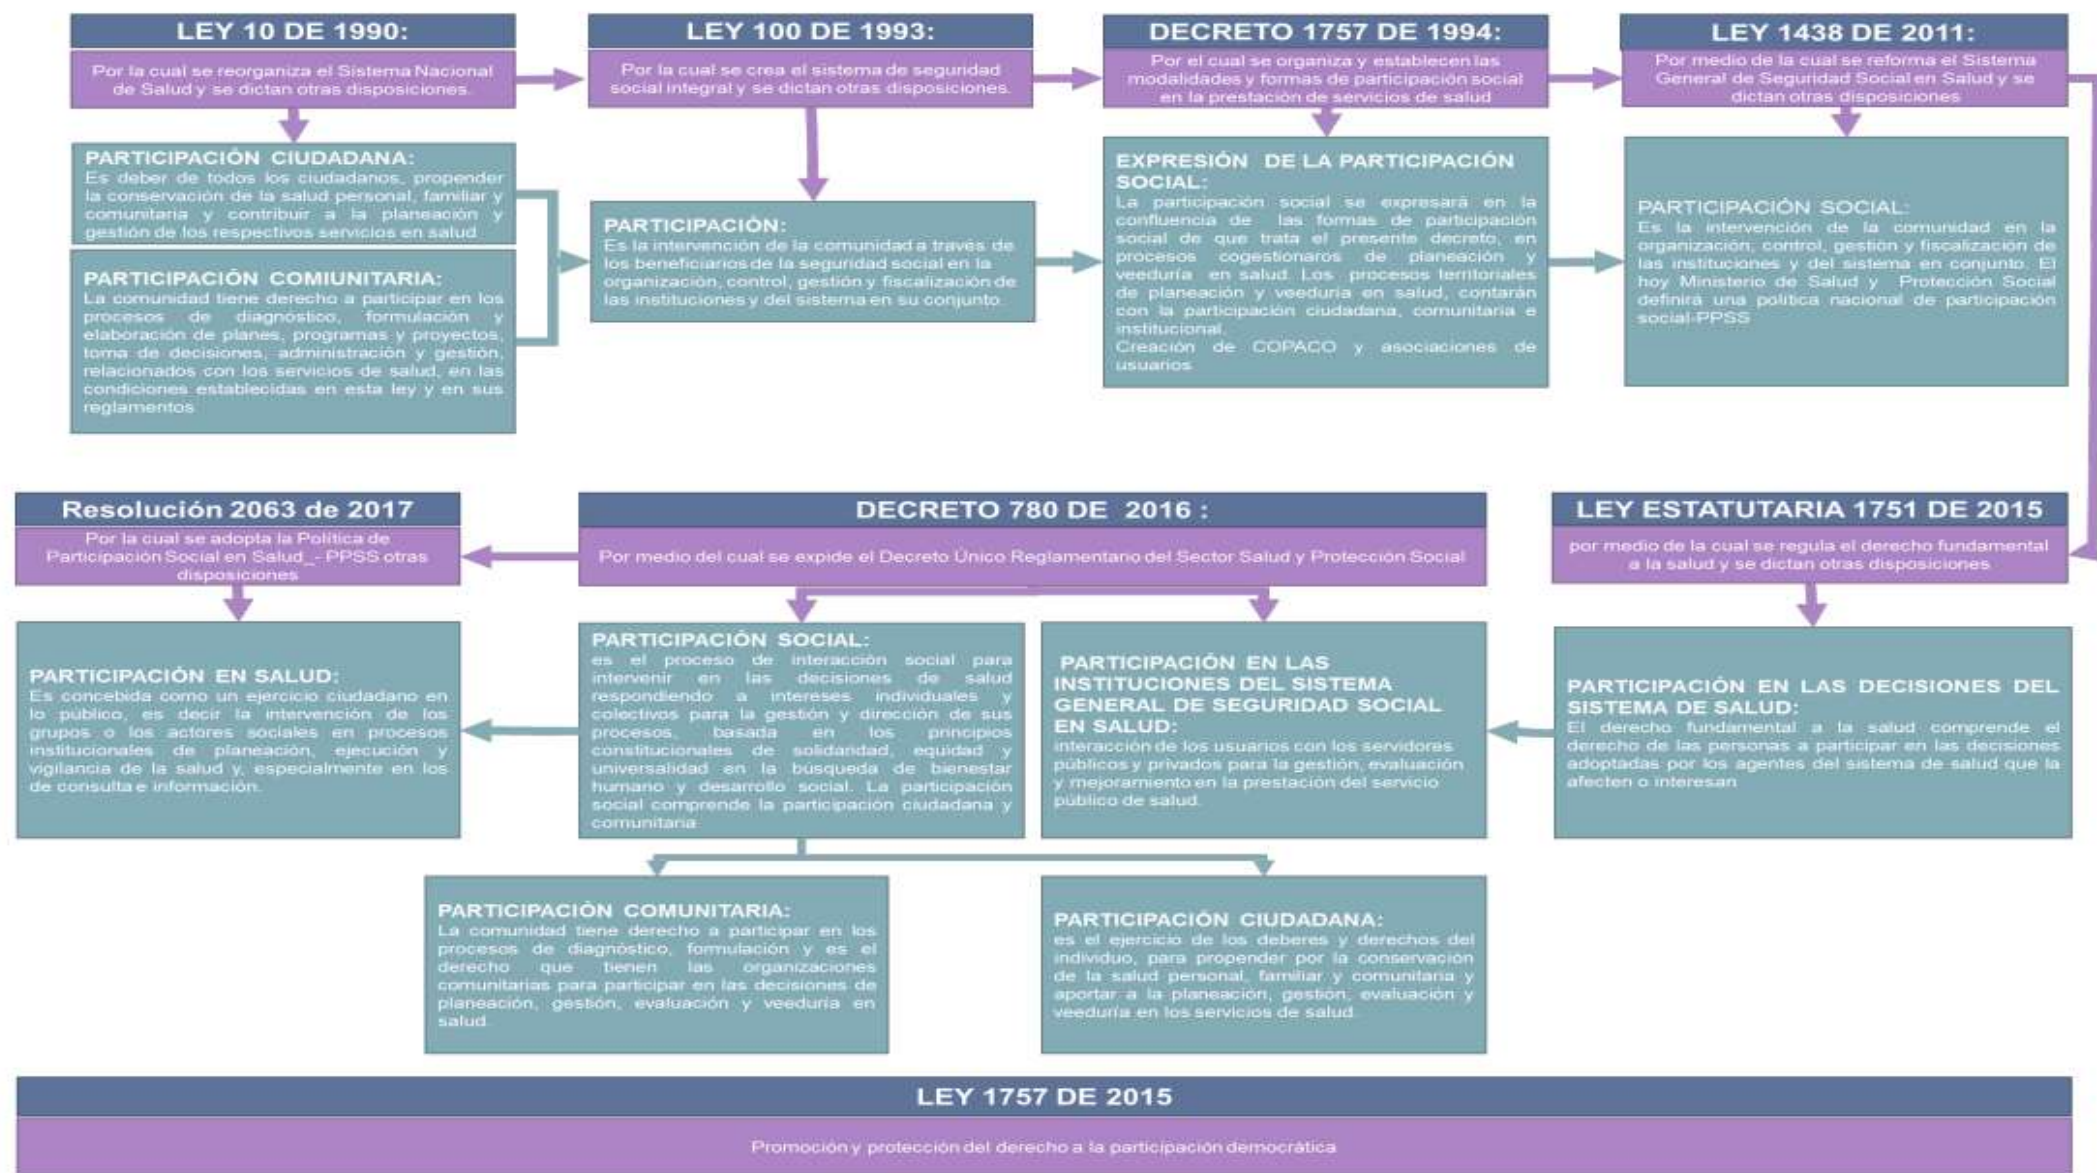 LEY 10 DE 1990:
Por la cual se reorganiza el Sistema Nacional
de Salud y se dictan otras disposiciones.
PARTICIPACIÓN CIUDADANA:
Es deber de todos los ciudadanos, propender
la conservación de la salud personal, familiar y
comunitaria y contribuir a la planeación y
gestión de los respectivos servicios en salud
PARTICIPACIÓN COMIUNITARIA:
La comunidad tiene derecho a participar en los
procesos de diagnóstico, formulación y
elaboración de planes, programas y proyectos,
toma de decisiones, administración y gestión,
relacionados con los servicios de salud, en las
condiciones establecidas en esta ley y en sus
reglamentos
LEY 100 DE 1993:
Por la cual se crea el sistema de seguridad
social integral y se dictan otras disposiciones.
PARTICIPACIÓN:
Es la intervención de la comunidad a través de
los beneficiarios de la seguridad social en la
organización, control, gestión y fiscalización de
las instituciones y del sistema en su conjunto.
DECRETO 1757 DE 1994:
Por el cual se organiza y establecen las
modalidades y formas de participación social
en la prestación de servicios de salud
EXPRESIÓN DE LA PARTICIPACIÓN
SOCIAL:
La participación social se expresará en la
confluencia de las formas de participación
social de que trata el presente decreto, en
procesos cogestionaros de planeación y
veeduría en salud. Los procesos territoriales
de planeación y veeduría en salud, contarán
con la participación ciudadana, comunitaria e
institucional.
Creación de COPACO y asociaciones de
usuarios
LEY 1438 DE 2011:
Por medio de la cual se reforma el Sistema
General de Seguridad Social en Salud y se
dictan otras disposiciones
PARTICIPACIÓN SOCIAL:
Es la intervención de la comunidad en la
organización, control, gestión y fiscalización de
las instituciones y del sistema en conjunto. El
hoy Ministerio de Salud y Protección Social
definirá una política nacional de participación
social-PPSS
Resolución 2063 de 2017
Por la cual se adopta la Política de
Participación Social en Salud_- PPSS otras
disposiciones
PARTICIPACIÓN EN SALUD:
Es concebida como un ejercicio ciudadano en
lo público, es decir la intervención de los
grupos o los actores sociales en procesos
institucionales de planeación, ejecución y
vigilancia de la salud y, especialmente en los
de consulta e información.
DECRETO 780 DE 2016 :
Por medio del cual se expide el Decreto Único Reglamentario del Sector Salud y Protección Social
PARTICIPACIÓN SOCIAL:
es el proceso de interacción social para
intervenir en las decisiones de salud
respondiendo a intereses individuales y
colectivos para la gestión y dirección de sus
procesos, basada en los principios
constitucionales de solidaridad, equidad y
universalidad en la búsqueda de bienestar
humano y desarrollo social. La participación
social comprende la participación ciudadana y
comunitaria
PARTICIPACIÓN EN LAS
INSTITUCIONES DEL SISTEMA
GENERAL DE SEGURIDAD SOCIAL
EN SALUD:
interacción de los usuarios con los servidoras
públicos y privados para la gestión, evaluación
y mejoramiento en la prestación del servicio
público de salud.
LEY ESTATUTARIA 1751 DE 2015
por medio de la cual se regula el derecho fundamental
a la salud y se dictan otras disposiciones
PARTICIPACIÓN EN LAS DECISIONES DEL
SISTEMA DE SALUD:
El derecho fundamental a la salud comprende el
derecho de las personas a participar en las decisiones
adoptadas por los agentes del sistema de salud que la
afecten o interesan
PARTICIPACIÓN COMUNITARIA:
La comunidad tiene derecho a participar en los
procesos de diagnóstico, formulación y es el
derecho que tienen las organizaciones
comunitarias para participar en las decisiones de
planeación, gestión, evaluación y veeduría en
salud.
PARTICIPACIÓN CIUDADANA:
es el ejercicio de los deberes y derechos del
individuo, para propender por la conservación
de la salud personal, familiar y comunitaria y
aportar a la planeación, gestión, evaluación y
veeduría en los servicios de salud.
LEY 1757 DE 2015
Promoción y protección del derecho a la participación democrática